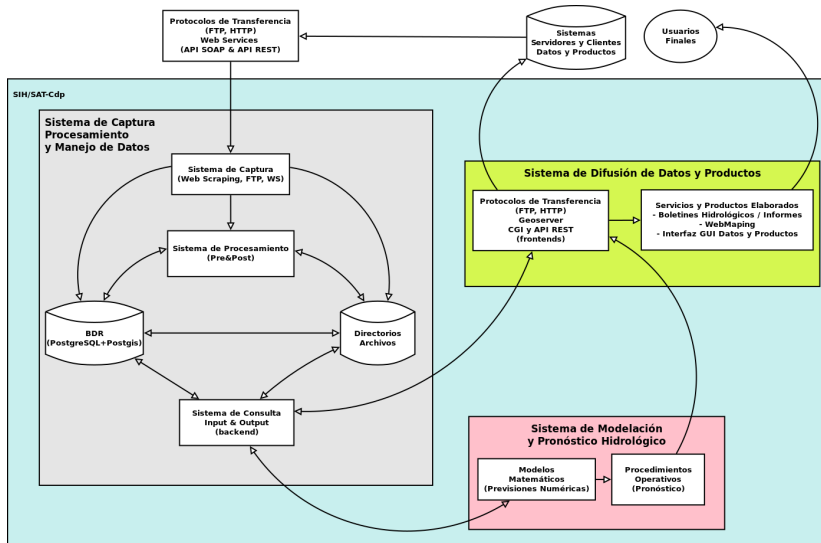 Protocolos de Transferencia
(FTP, HTTP)
Web Services
(API SOAP & API REST)
Sistemas
Servidores y Clientes
Datos y Productos
Usuarios
Finales
SIH/SAT-Cdp
Sistema de Captura
Procesamiento
y Manejo de Datos
Sistema de Captura
(Web Scraping, FTP, WS)
Sistema de Procesamiento
(Pre&Post)
BDR
(PostgreSQL+Postgis)
Directorios
Archivos
Sistema de Consulta
Input & Output
(backend)
Sistema de Difusión de Datos y Productos
Protocolos de Transferencia
(FTP, HTTP)
Geoserver
CGI y API REST
(frontends)
Servicios y Productos Elaborados
- Boletines Hidrológicos / Informes
- WebMaping
- Interfaz GUI Datos y Productos
Sistema de Modelación
y Pronóstico Hidrológico
Modelos
Matemáticos
(Previsiones Numéricas)
Procedimientos
Operativos
(Pronóstico)